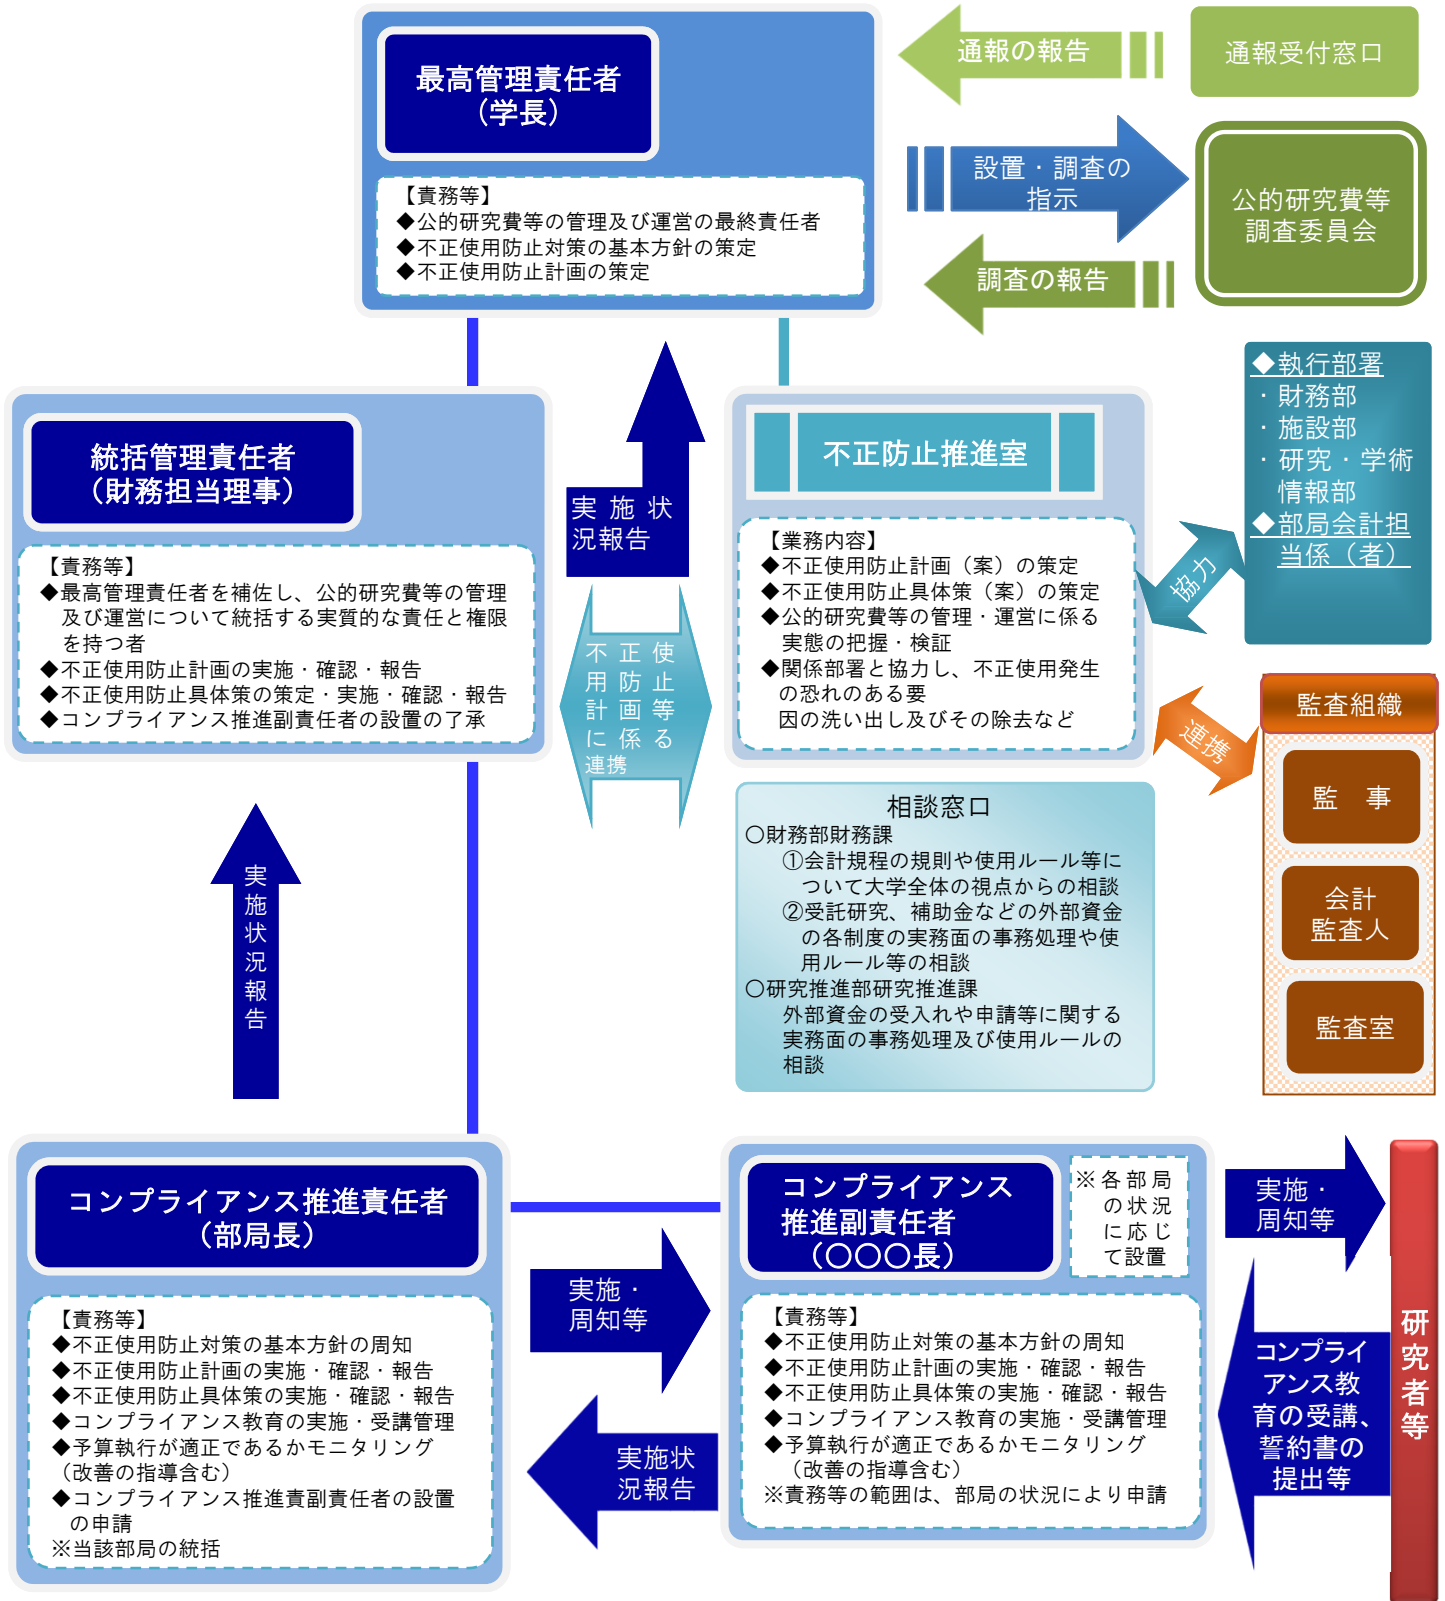 最高管理責任者
（学長）
【責務等】
◆公的研究費等の管理及び運営の最終責任者
◆不正使用防止対策の基本方針の策定
◆不正使用防止計画の策定
通報の報告
通報受付窓口
設置・調査の
指示
公的研究費等
調査委員会
調査の報告
統括管理責任者
（財務担当理事）
【責務等】
◆最高管理責任者を補佐し、公的研究費等の管理
及び運営について統括する実質的な責任と権限
を持つ者
◆不正使用防止計画の実施・確認・報告
◆不正使用防止具体策の策定・実施・確認・報告
◆コンプライアンス推進副責任者の設置の了承
実施状
況報告
不正使
用防止
計画等
に係る
連携
不正防止推進室
【業務内容】
◆不正使用防止計画（案）の策定
◆不正使用防止具体策（案）の策定
◆公的研究費等の管理・運営に係る
実態の把握・検証
◆関係部署と協力し、不正使用発生
の恐れのある要
因の洗い出し及びその除去など
協力
◆執行部署
・財務部
・施設部
・研究・学術
情報部
◆部局会計担
当係（者）
連携
監査組織
監　事
会計
監査人
監査室
相談窓口
○財務部財務課
①会計規程の規則や使用ルール等に
ついて大学全体の視点からの相談
②受託研究、補助金などの外部資金
の各制度の実務面の事務処理や使
用ルール等の相談
○研究推進部研究推進課
外部資金の受入れや申請等に関する
実務面の事務処理及び使用ルールの
相談
実施状況報告
コンプライアンス推進責任者
（部局長）
【責務等】
◆不正使用防止対策の基本方針の周知
◆不正使用防止計画の実施・確認・報告
◆不正使用防止具体策の実施・確認・報告
◆コンプライアンス教育の実施・受講管理
◆予算執行が適正であるかモニタリング
（改善の指導含む）
◆コンプライアンス推進責副責任者の設置
の申請
※当該部局の統括
実施・
周知等
実施状
況報告
コンプライアンス
推進副責任者
（○○○長）
※各部局
の状況
に応じ
て設置
【責務等】
◆不正使用防止対策の基本方針の周知
◆不正使用防止計画の実施・確認・報告
◆不正使用防止具体策の実施・確認・報告
◆コンプライアンス教育の実施・受講管理
◆予算執行が適正であるかモニタリング
（改善の指導含む）
※責務等の範囲は、部局の状況により申請
実施・
周知等
コンプライ
アンス教
育の受講、
誓約書の
提出等
研究者等